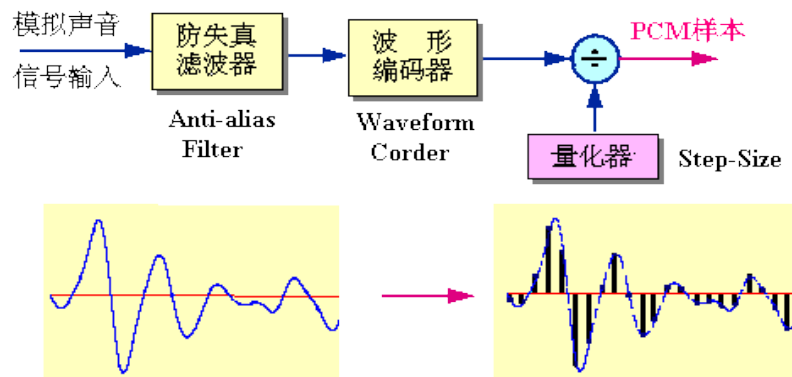 模拟声音
信号输入
防失真
滤波器
Anti-alias
Filter
波 形
编码器
Waveform
Corder
÷
PCM样本
量化器
Step-Size